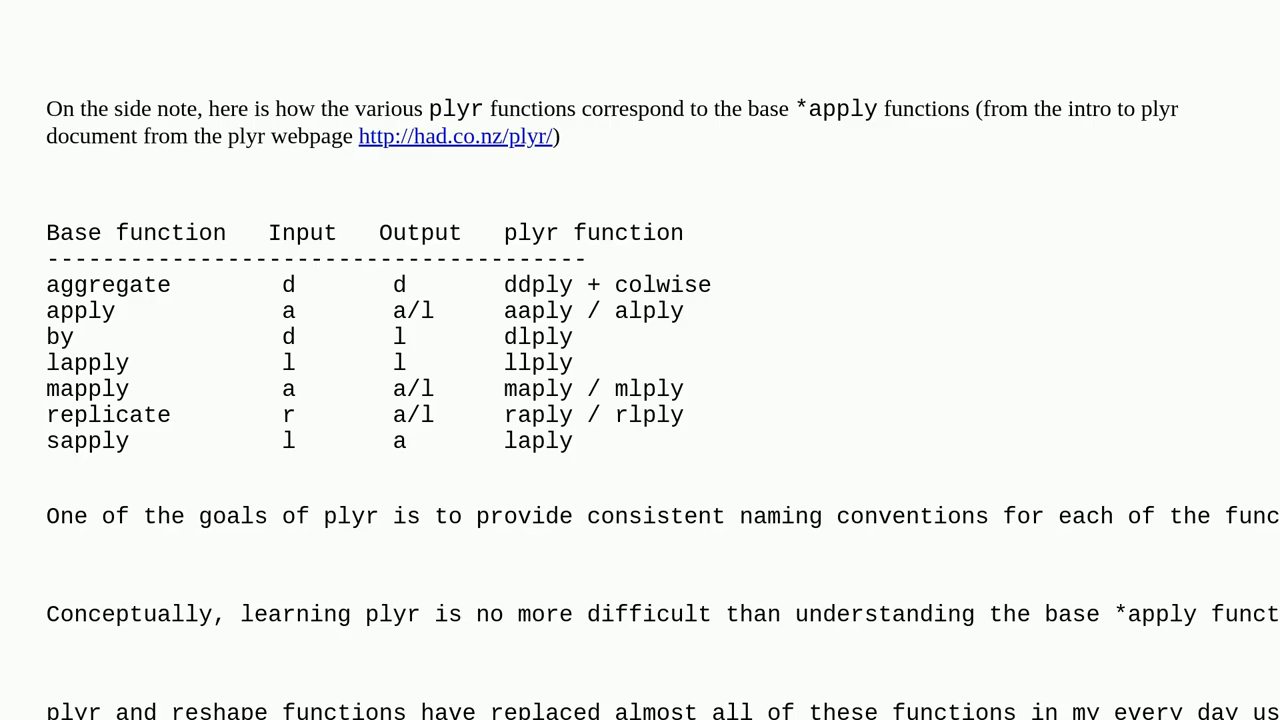 On the side note, here is how the various plyr functions correspond to the base *apply functions (from the intro to plyr
document from the plyr webpage http://had.co.nz/plyr/)
Base function   Input   Output   plyr function
---------------------------------------
aggregate        d       d       ddply + colwise
apply            a       a/l     aaply / alply
by               d       l       dlply
lapply           l       l       llply
mapply           a       a/l     maply / mlply
replicate        r       a/l     raply / rlply
sapply           l       a       laply
One of the goals of plyr is to provide consistent naming conventions for each of the func
Conceptually, learning plyr is no more difficult than understanding the base *apply funct
plyr and reshape functions have replaced almost all of these functions in my every day us